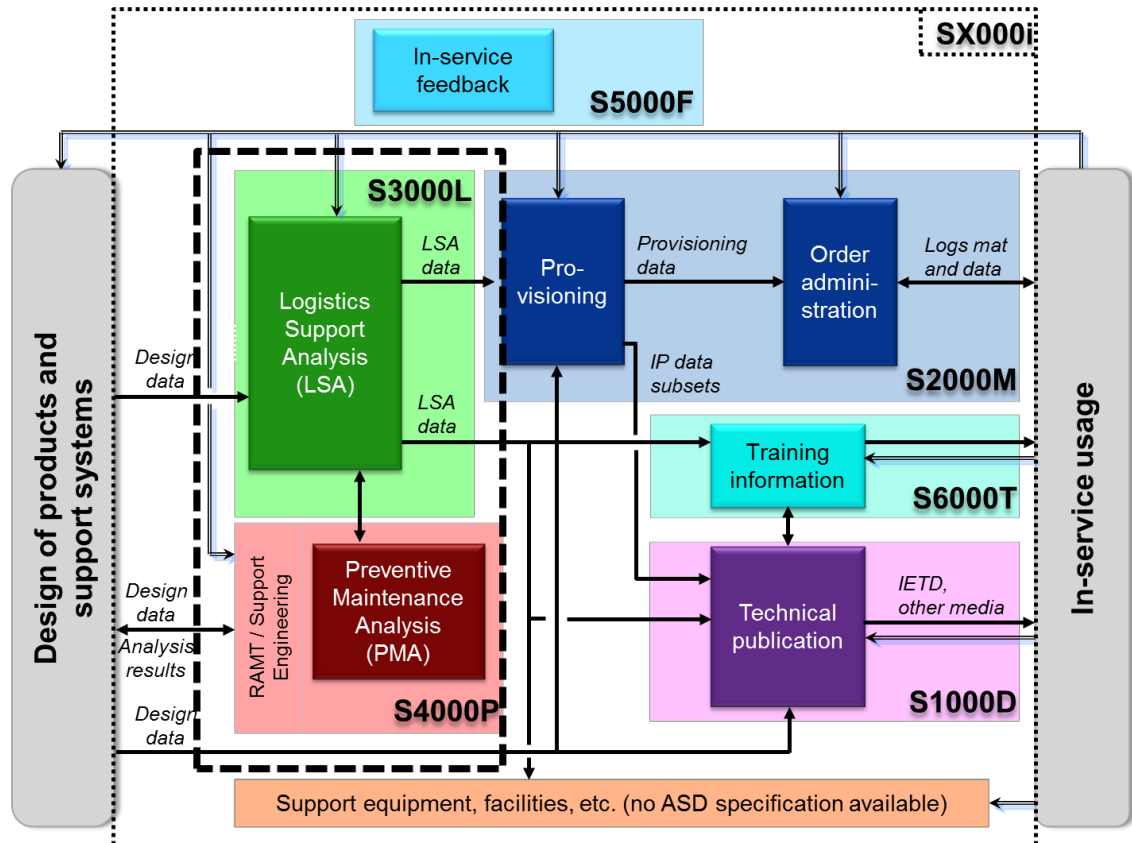 SX000i
In-service
feedback
S5000F
Design of products and
support systems
S3000L
Logistics
Support
Analysis
(LSA)
LSA
data
LSA
data
Design
data
Pro-
visioning
Provisioning
data
Order
admini-
stration
Logs mat
and data
IP data
subsets
S2000M
Training
information
S6000T
RAMT / Support
Engineering
Preventive
Maintenance
Analysis
(PMA)
S4000P
Design
data
Analysis
results
Design
data
Technical
publication
IETD,
other media
S1000D
Support equipment, facilities, etc. (no ASD specification available)
In-service usage